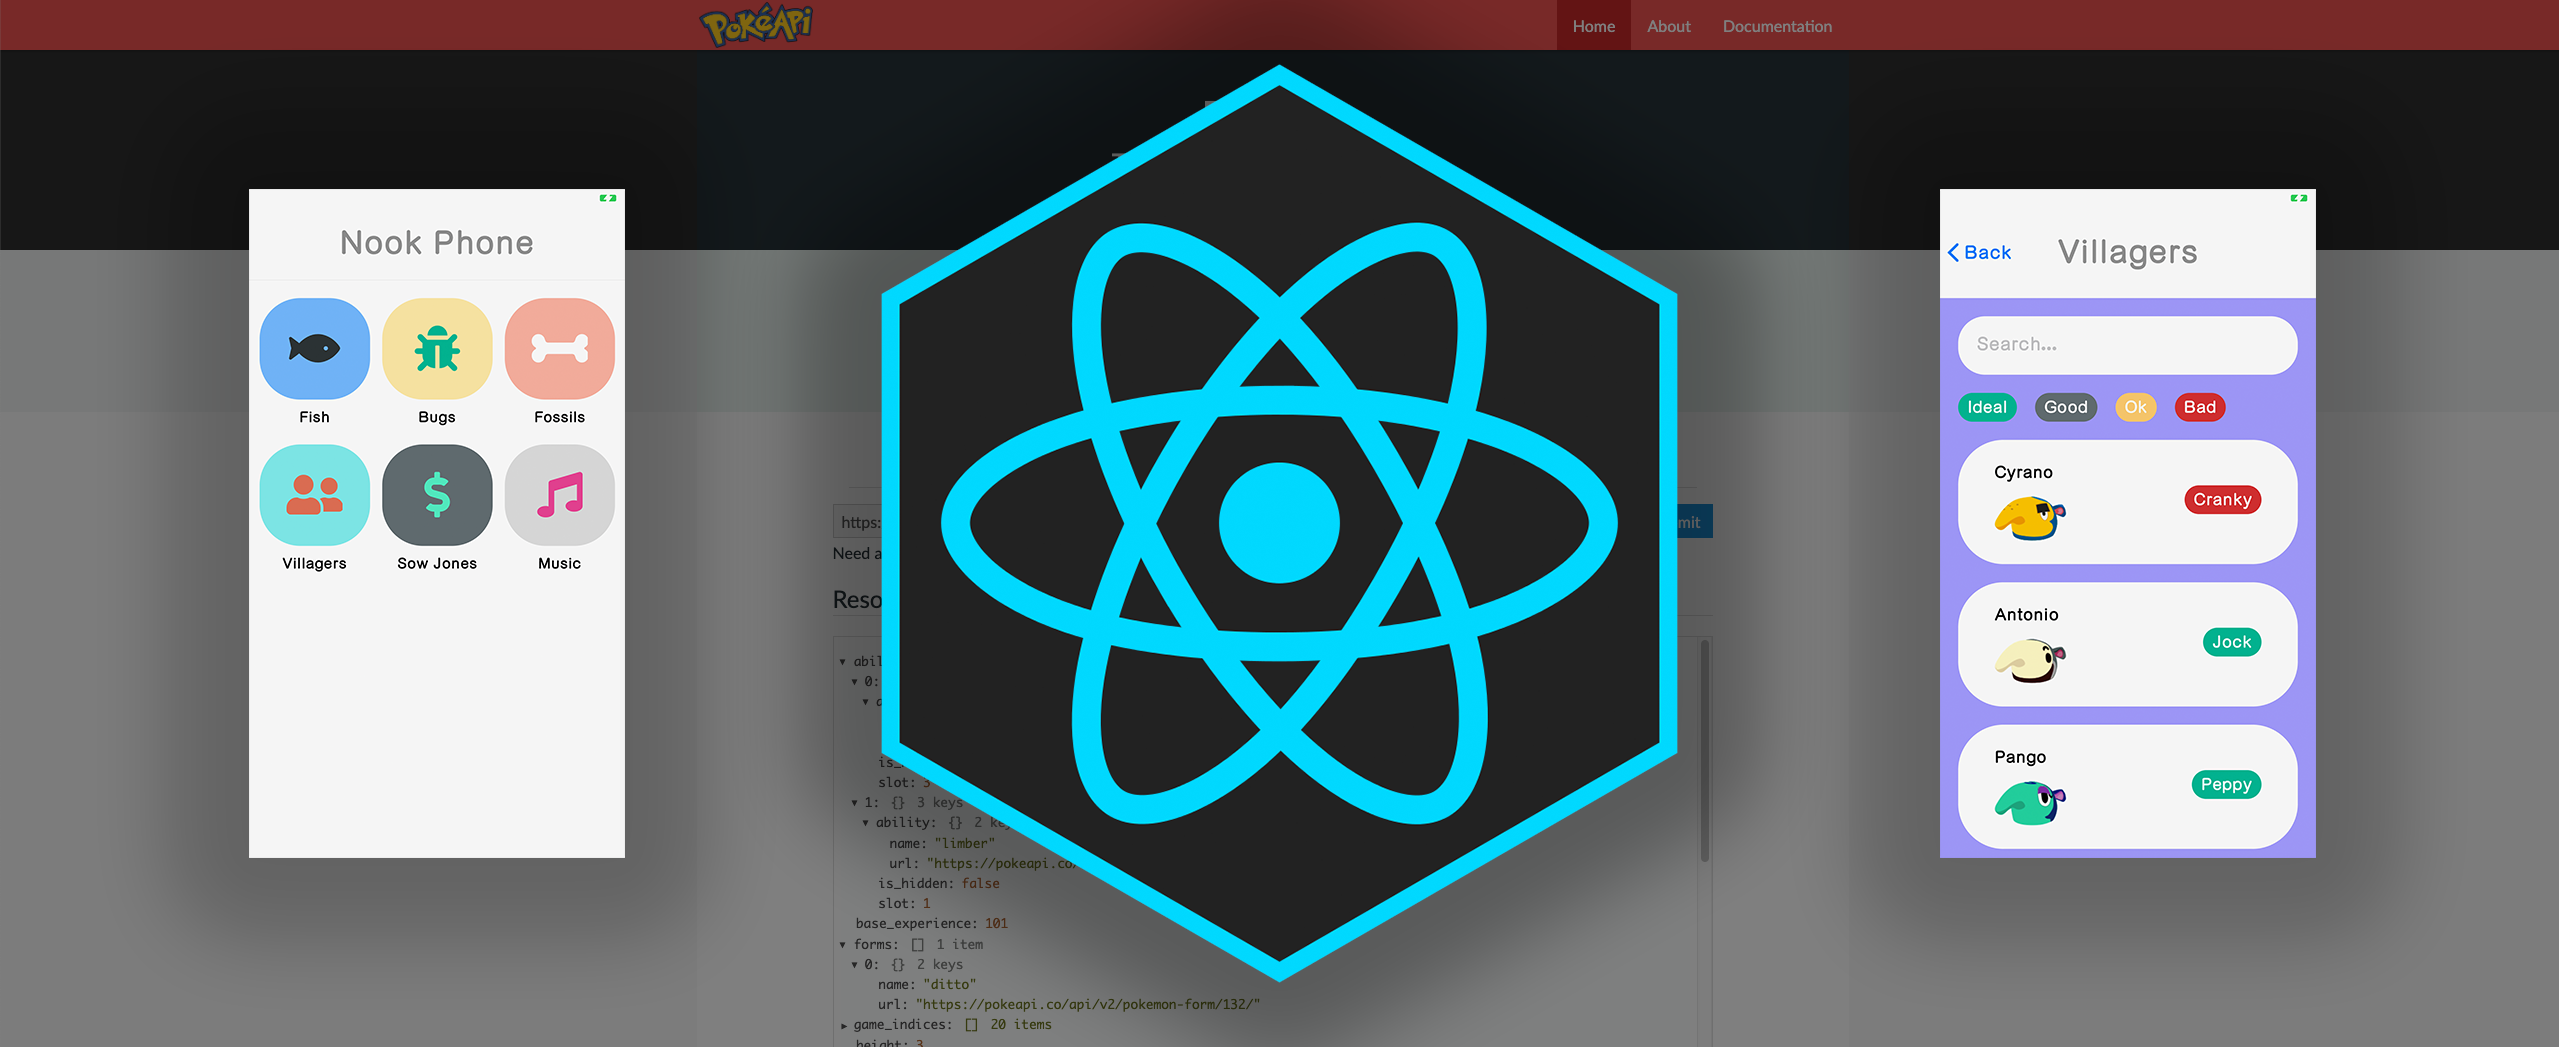 PokéApi
Home
About
Documentation
Nook Phone
Fish
Bugs
Fossils
Villagers
Sow Jones
Music
Back
Villagers
Search...
Ideal
Good
Ok
Bad
Cyrano
Cranky
Antonio
Jock
Pango
Peppy
https:
Need a
slot: 3
1: {} 3 keys
ability: {} 2
name: "limber"
url: "https://pokeapi.co/
is_hidden: false
slot: 1
base_experience: 101
forms: [] 1 item
0: {} 2 keys
name: "ditto"
url: "https://pokeapi.co/api/v2/pokemon-form/132/"
game_indices: [] 20 items
height: 3